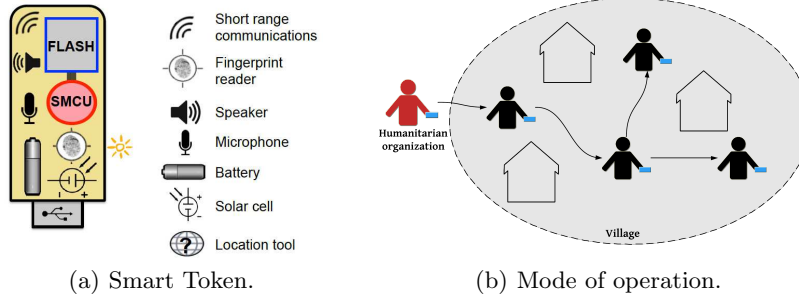 FLASH
SMCU
- +
Short range
communications
Fingerprint
reader
Speaker
Microphone
Battery
+
-
Solar cell
?
Location tool
Humanitarian
organization
Village
(a) Smart Token.
(b) Mode of operation.